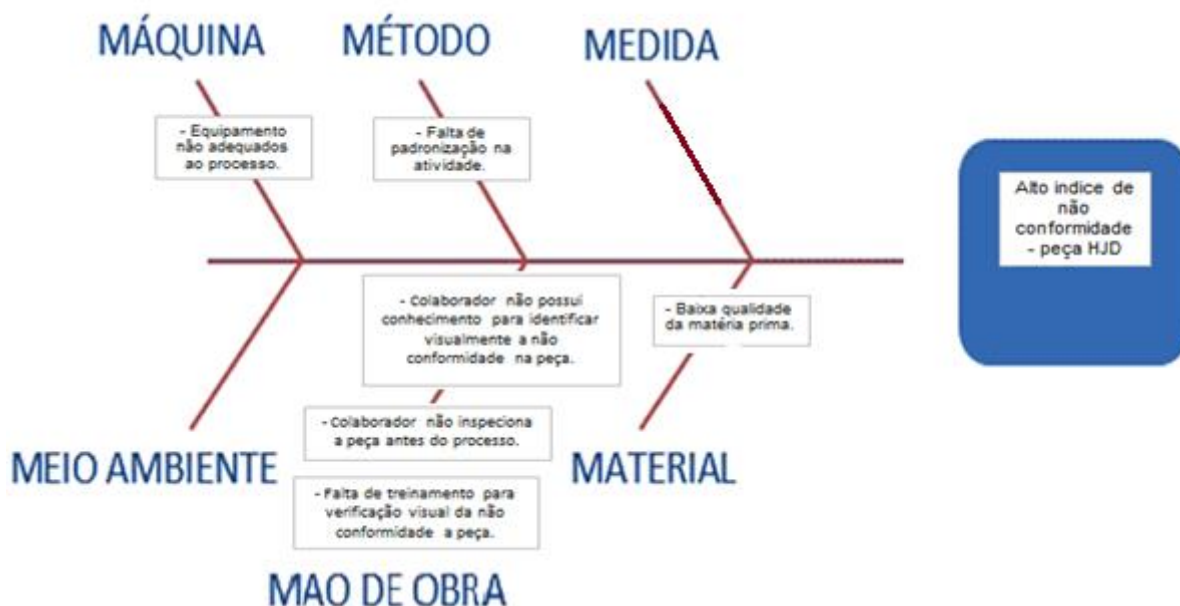 MÁQUINA
MÉTODO
MEDIDA
- Equipamento
não adequados
ao processo.
- Falta de
padronização na
atividade.
Alto indice de
não
conformidade
- peça HJD
- Colaborador não possui
conhecimento para identificar
visualmente a não
conformidade na peça.
- Baixa qualidade
da matéria prima.
- Colaborador não inspeciona
a peça antes do processo.
MEIO AMBIENTE
MATERIAL
- Falta de treinamento para
verificação visual da não
conformidade a peça.
MAO DE OBRA